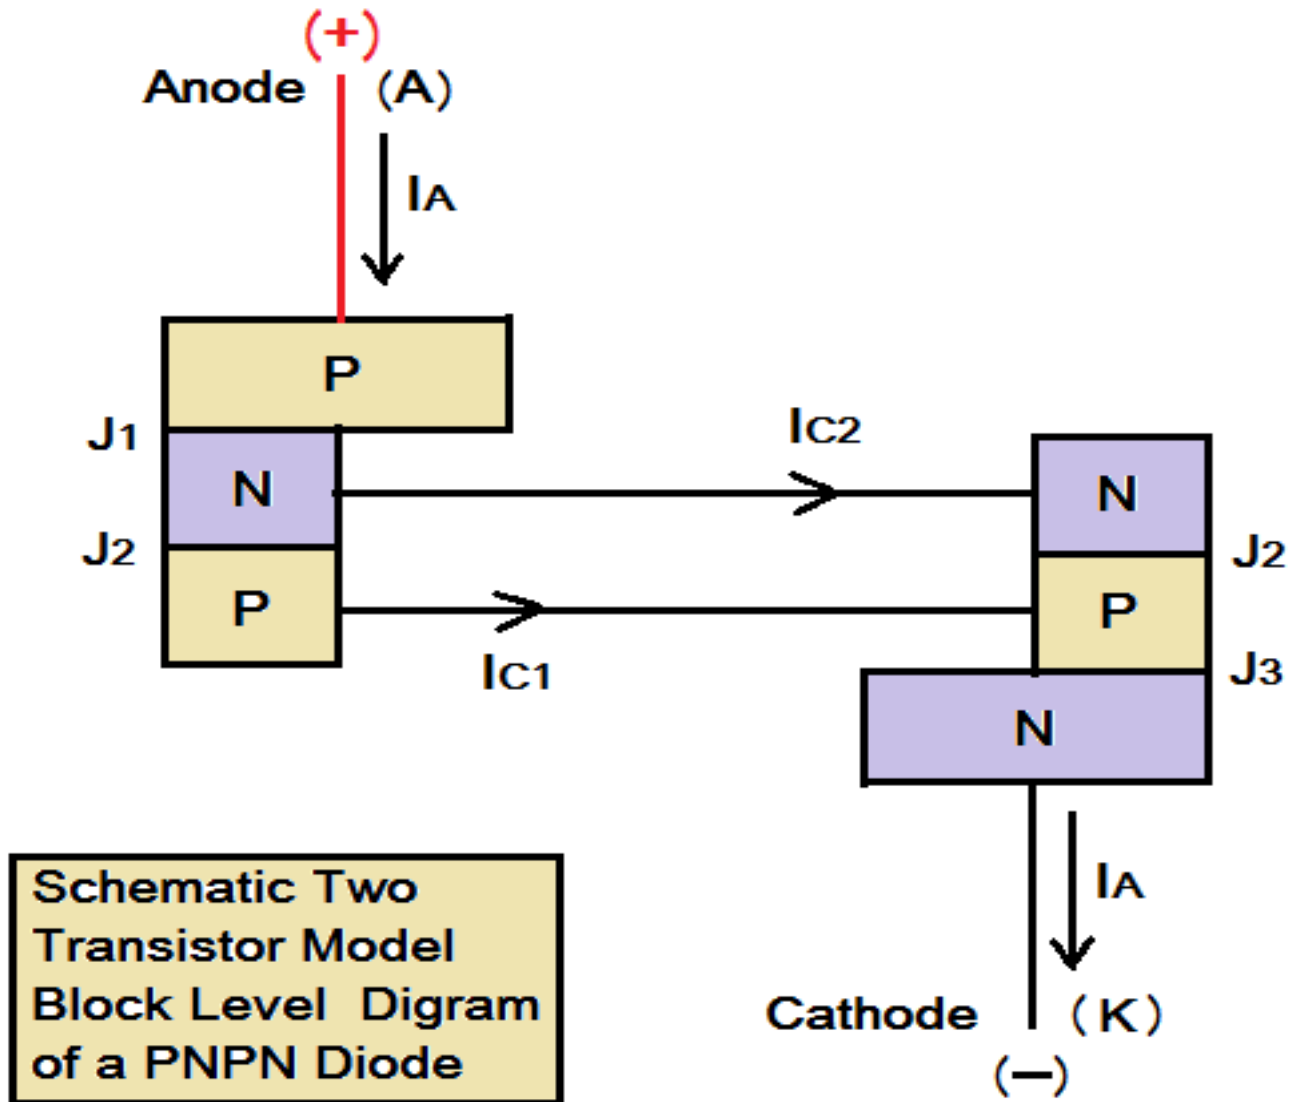 (+)
Anode (A)
IA
P
J1
IC2
N
N
J2
J2
P
P
IC1
J3
N
IA
Schematic Two
Transistor Model
Block Level Digram
of a PNPN Diode
Cathode (K)
(—)